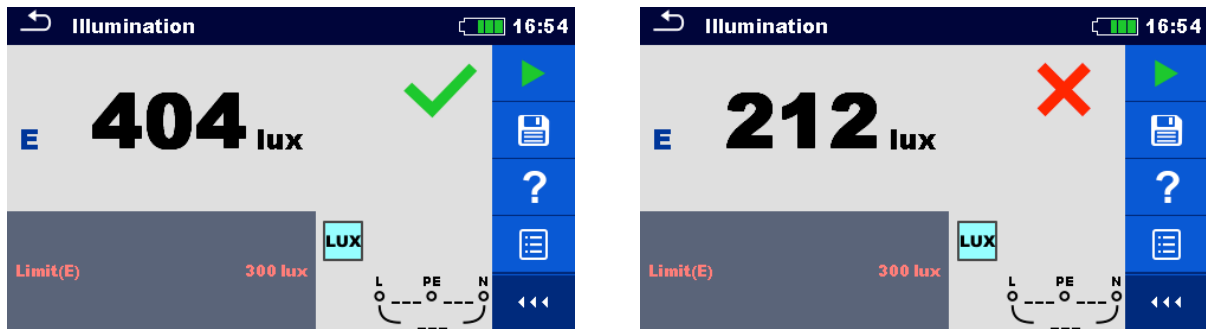 Illumination 16:54
E 404 lux
?
LUX
Limit(E) 300 lux
L PE N
Illumination 16:54
E 212 lux
?
LUX
Limit(E) 300 lux
L PE N